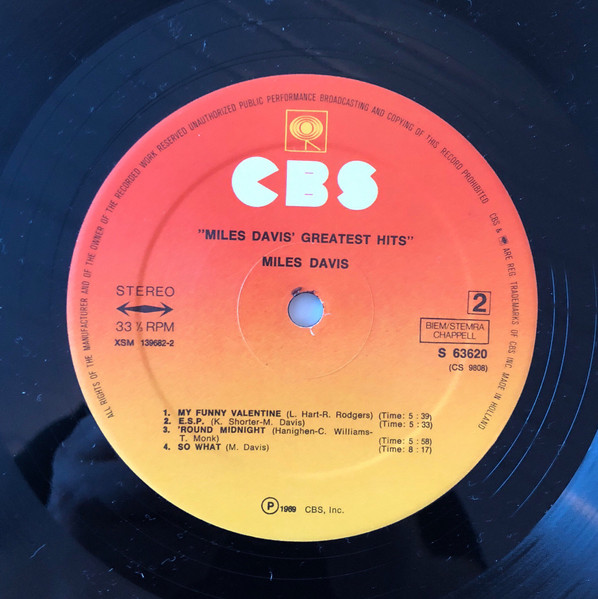 ALL RIGHTS OF THE MANUFACTURER AND OF THE OWNER OF THE RECORDED WORK RESERVED UNAUTHORIZED PUBLIC PERFORMANCE BROADCASTING AND COPYING OF THIS RECORD PROHIBITED
CBS & ARE REG. TRADEMARKS OF CBS INC. MADE IN HOLLAND
CBS
"MILES DAVIS' GREATEST HITS"
MILES DAVIS
STEREO
33⅓ RPM
XSM 139682-2
2
BIEM/STEMRA
CHAPPELL
S 63620
(CS 9808)
1. MY FUNNY VALENTINE (L. Hart-R. Rodgers) (Time: 5 : 39)
2. E.S.P. (K. Shorter-M. Davis) (Time: 5 : 33)
3. 'ROUND MIDNIGHT (Hanighen-C. Williams-
T. Monk) (Time: 5 : 58)
4. SO WHAT (M. Davis) (Time: 8 : 17)
Ⓟ 1969 CBS, Inc.